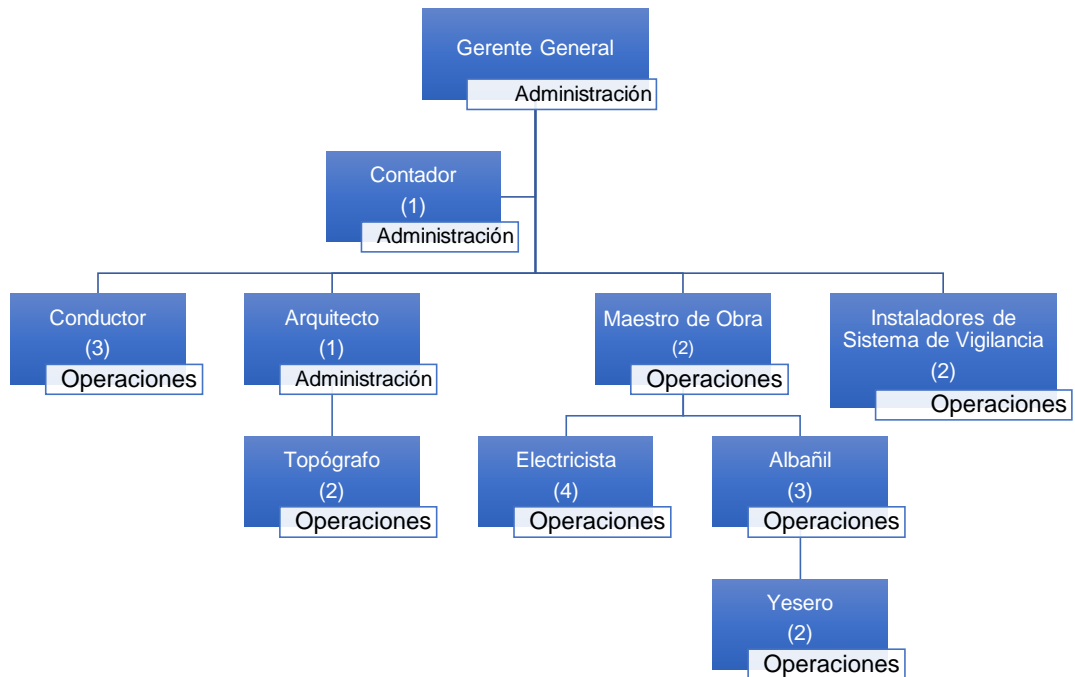 Gerente General
Administración
Contador
(1)
Administración
Conductor
(3)
Operaciones
Arquitecto
(1)
Administración
Maestro de Obra
(2)
Operaciones
Instaladores de
Sistema de Vigilancia
(2)
Operaciones
Topógrafo
(2)
Operaciones
Electricista
(4)
Operaciones
Albañil
(3)
Operaciones
Yesero
(2)
Operaciones